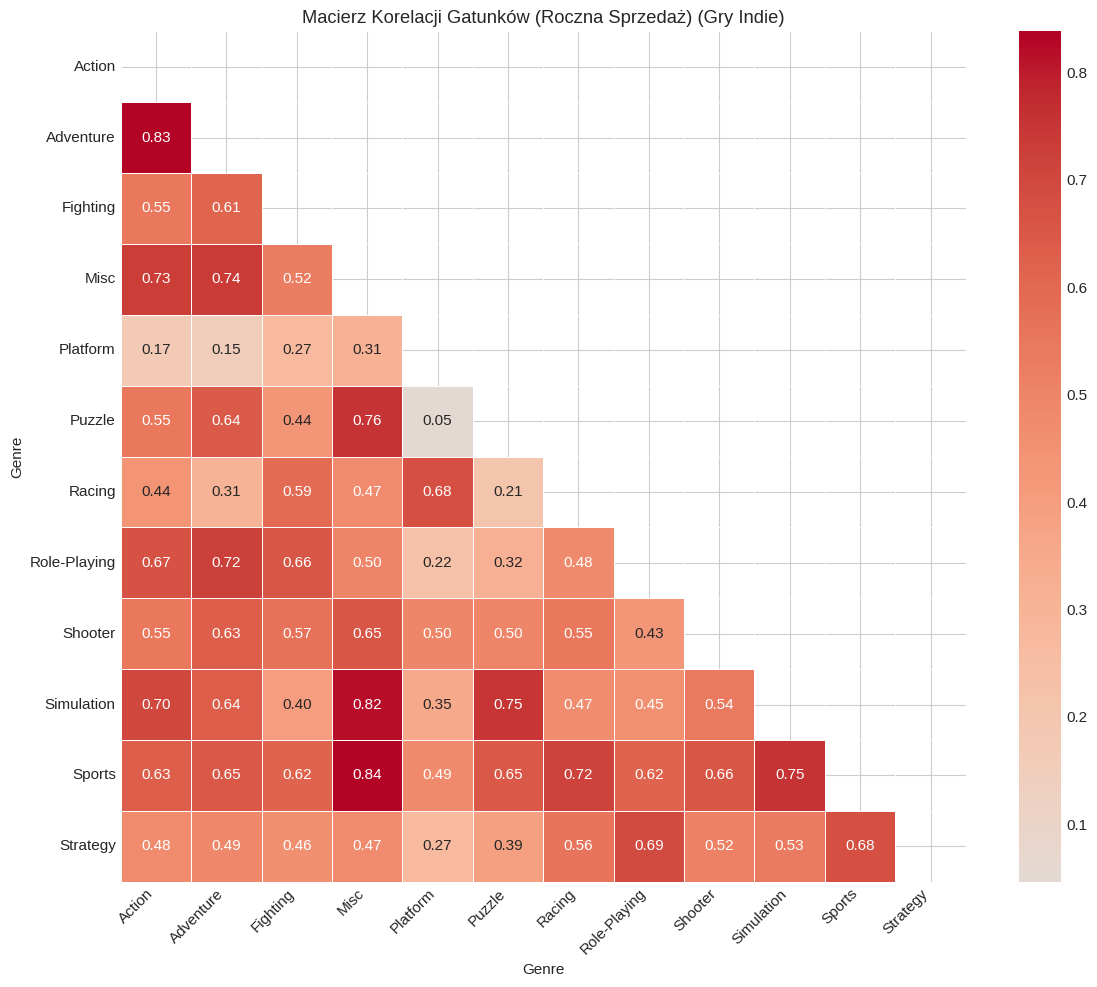 Macierz Korelacji Gatunków (Roczna Sprzedaż) (Gry Indie)
Action
Adventure 0.83
Fighting 0.55 0.61
Misc 0.73 0.74 0.52
Platform 0.17 0.15 0.27 0.31
Puzzle 0.55 0.64 0.44 0.76 0.05
Racing 0.44 0.31 0.59 0.47 0.68 0.21
Role-Playing 0.67 0.72 0.66 0.50 0.22 0.32 0.48
Shooter 0.55 0.63 0.57 0.65 0.50 0.50 0.55 0.43
Simulation 0.70 0.64 0.40 0.82 0.35 0.75 0.47 0.45 0.54
Sports 0.63 0.65 0.62 0.84 0.49 0.65 0.72 0.62 0.66 0.75
Strategy 0.48 0.49 0.46 0.47 0.27 0.39 0.56 0.69 0.52 0.53 0.68
Genre
Action Adventure Fighting Misc Platform Puzzle Racing Role-Playing Shooter Simulation Sports Strategy
Genre
0.8
0.7
0.6
0.5
0.4
0.3
0.2
0.1